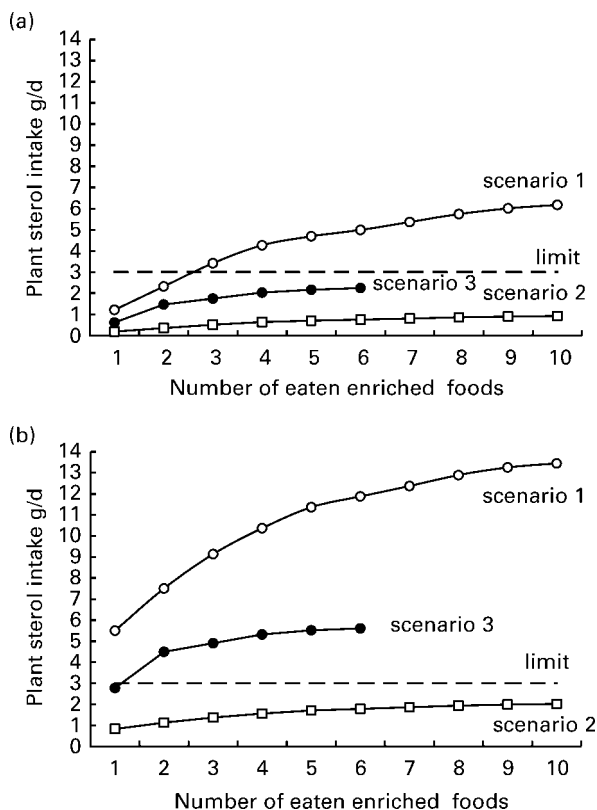 (a)
Plant sterol intake g/d
14
13
12
11
10
9
8
7
6
5
4
3
2
1
0
scenario 1
limit
scenario 3
scenario 2
1 2 3 4 5 6 7 8 9 10
Number of eaten enriched foods
(b)
Plant sterol intake g/d
14
13
12
11
10
9
8
7
6
5
4
3
2
1
0
scenario 1
scenario 3
limit
scenario 2
1 2 3 4 5 6 7 8 9 10
Number of eaten enriched foods